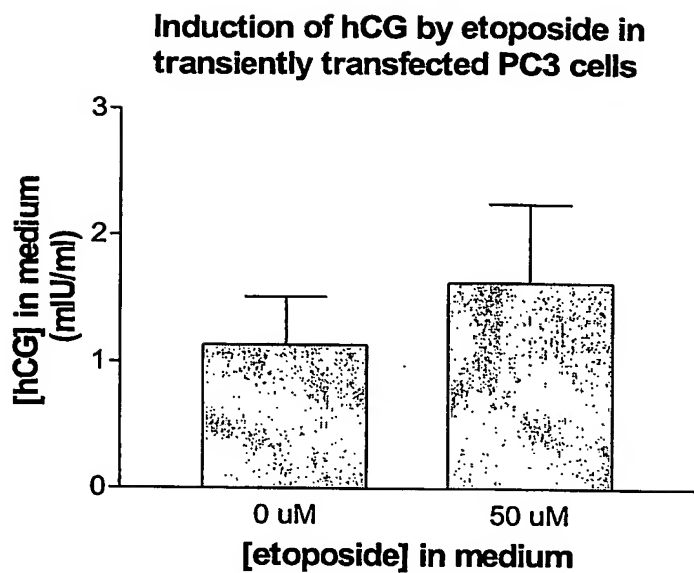 Induction of hCG by etoposide in
transiently transfected PC3 cells
3
2
1
0
[hCG] in medium
(mIU/ml)
0 uM
50 uM
[etoposide] in medium